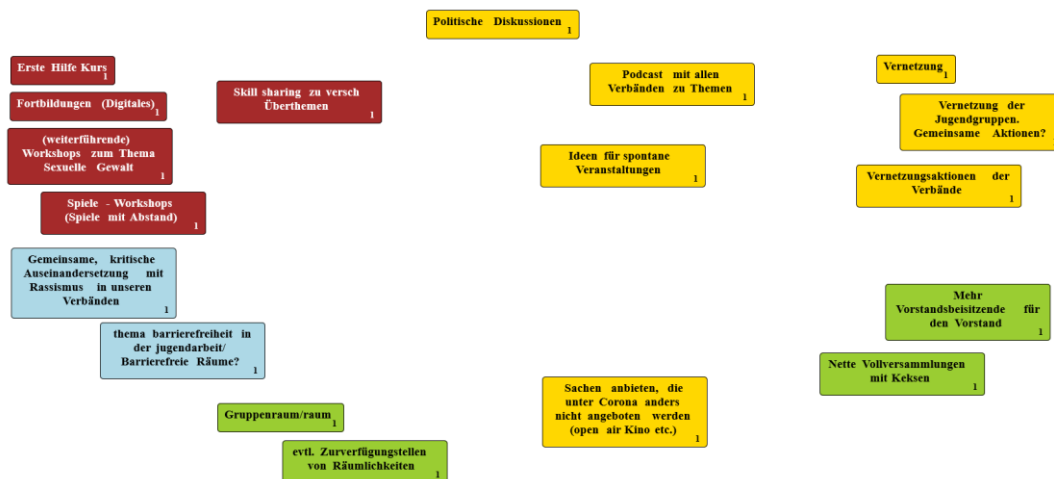 Politische Diskussionen
1
Erste Hilfe Kurs
1
Fortbildungen (Digitales)
1
(weiterführende)
Workshops zum Thema
Sexuelle Gewalt
1
Spiele - Workshops
(Spiele mit Abstand)
1
Skill sharing zu versch
Überthemen
1
Podcast mit allen
Verbänden zu Themen
1
Ideen für spontane
Veranstaltungen
1
Vernetzung
1
Vernetzung der
Jugendgruppen.
Gemeinsame Aktionen?
1
Vernetzungsaktionen der
Verbände
1
Gemeinsame, kritische
Auseinandersetzung mit
Rassismus in unseren
Verbänden
1
thema barrierefreiheit in
der jugendarbeit/
Barrierefreie Räume?
1
Mehr
Vorstandsbeisitzende für
den Vorstand
1
Nette Vollversammlungen
mit Keksen
1
Sachen anbieten, die
unter Corona anders
nicht angeboten werden
(open air Kino etc.)
1
Gruppenraum/raum
1
evtl. Zurverfügungstellen
von Räumlichkeiten
1